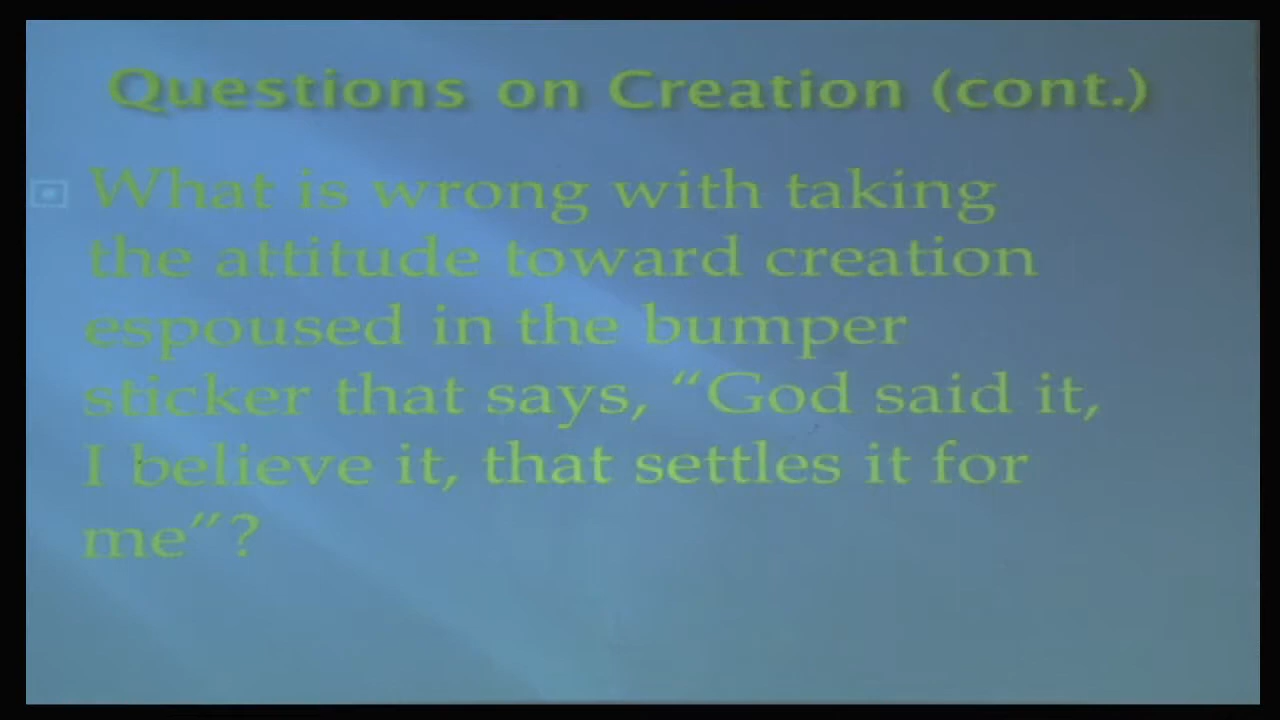 Questions on Creation (cont.)
What is wrong with taking
the attitude toward creation
espoused in the bumper
sticker that says, “God said it,
I believe it, that settles it for
me”?